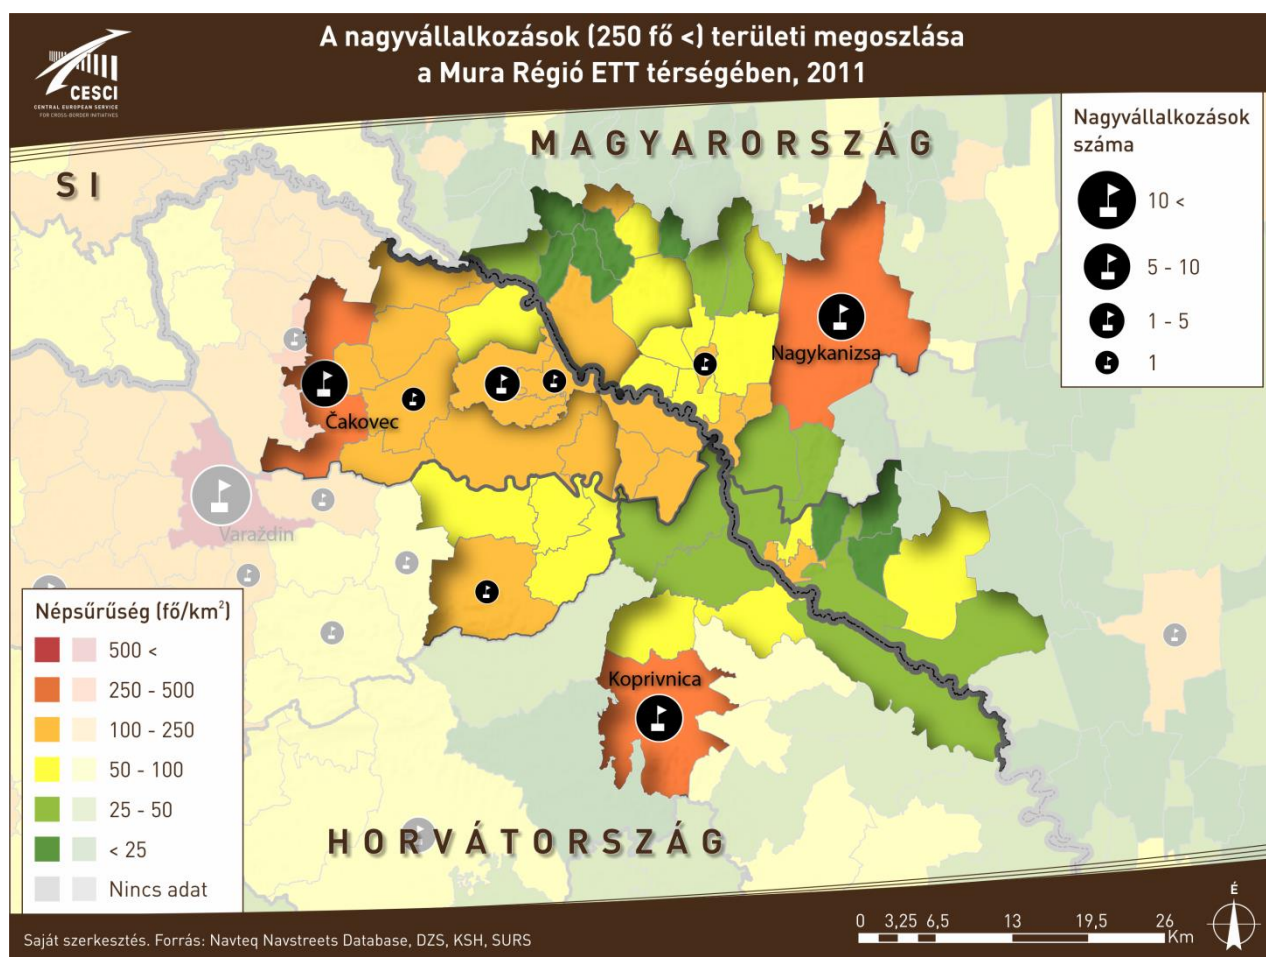 A nagyvállalkozások (250 fő <) területi megoszlása
a Mura Régió ETT térségében, 2011
CESCI
CENTRAL EUROPEAN SERVICE
FOR CROSS-BORDER INITIATIVES
MAGYARORSZÁG
SI
Nagyvállalkozások
száma
10 <
5 - 10
1 - 5
1
Nagykanizsa
Čakovec
Varaždin
Koprivnica
HORVÁTORSZÁG
Népsűrűség (fő/km²)
500 <
250 - 500
100 - 250
50 - 100
25 - 50
< 25
Nincs adat
Saját szerkesztés. Forrás: Navteq Navstreets Database, DZS, KSH, SURS
0 3,25 6,5 13 19,5 26
Km
É